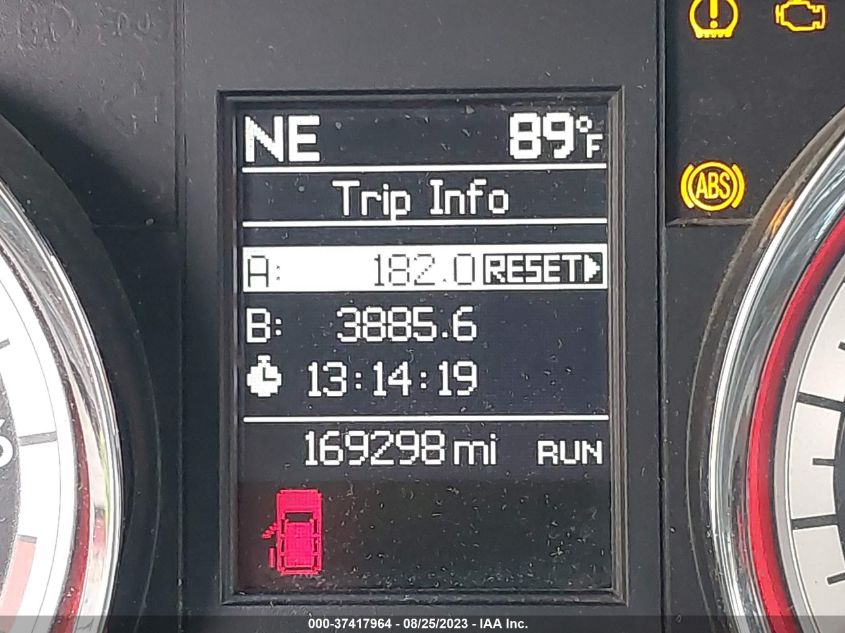 NE 89°F
Trip Info
A: 182.0 RESET
B: 3885.6
13:14:19
169298 mi RUN
ABS
000-37417964 - 08/25/2023 - IAA Inc.